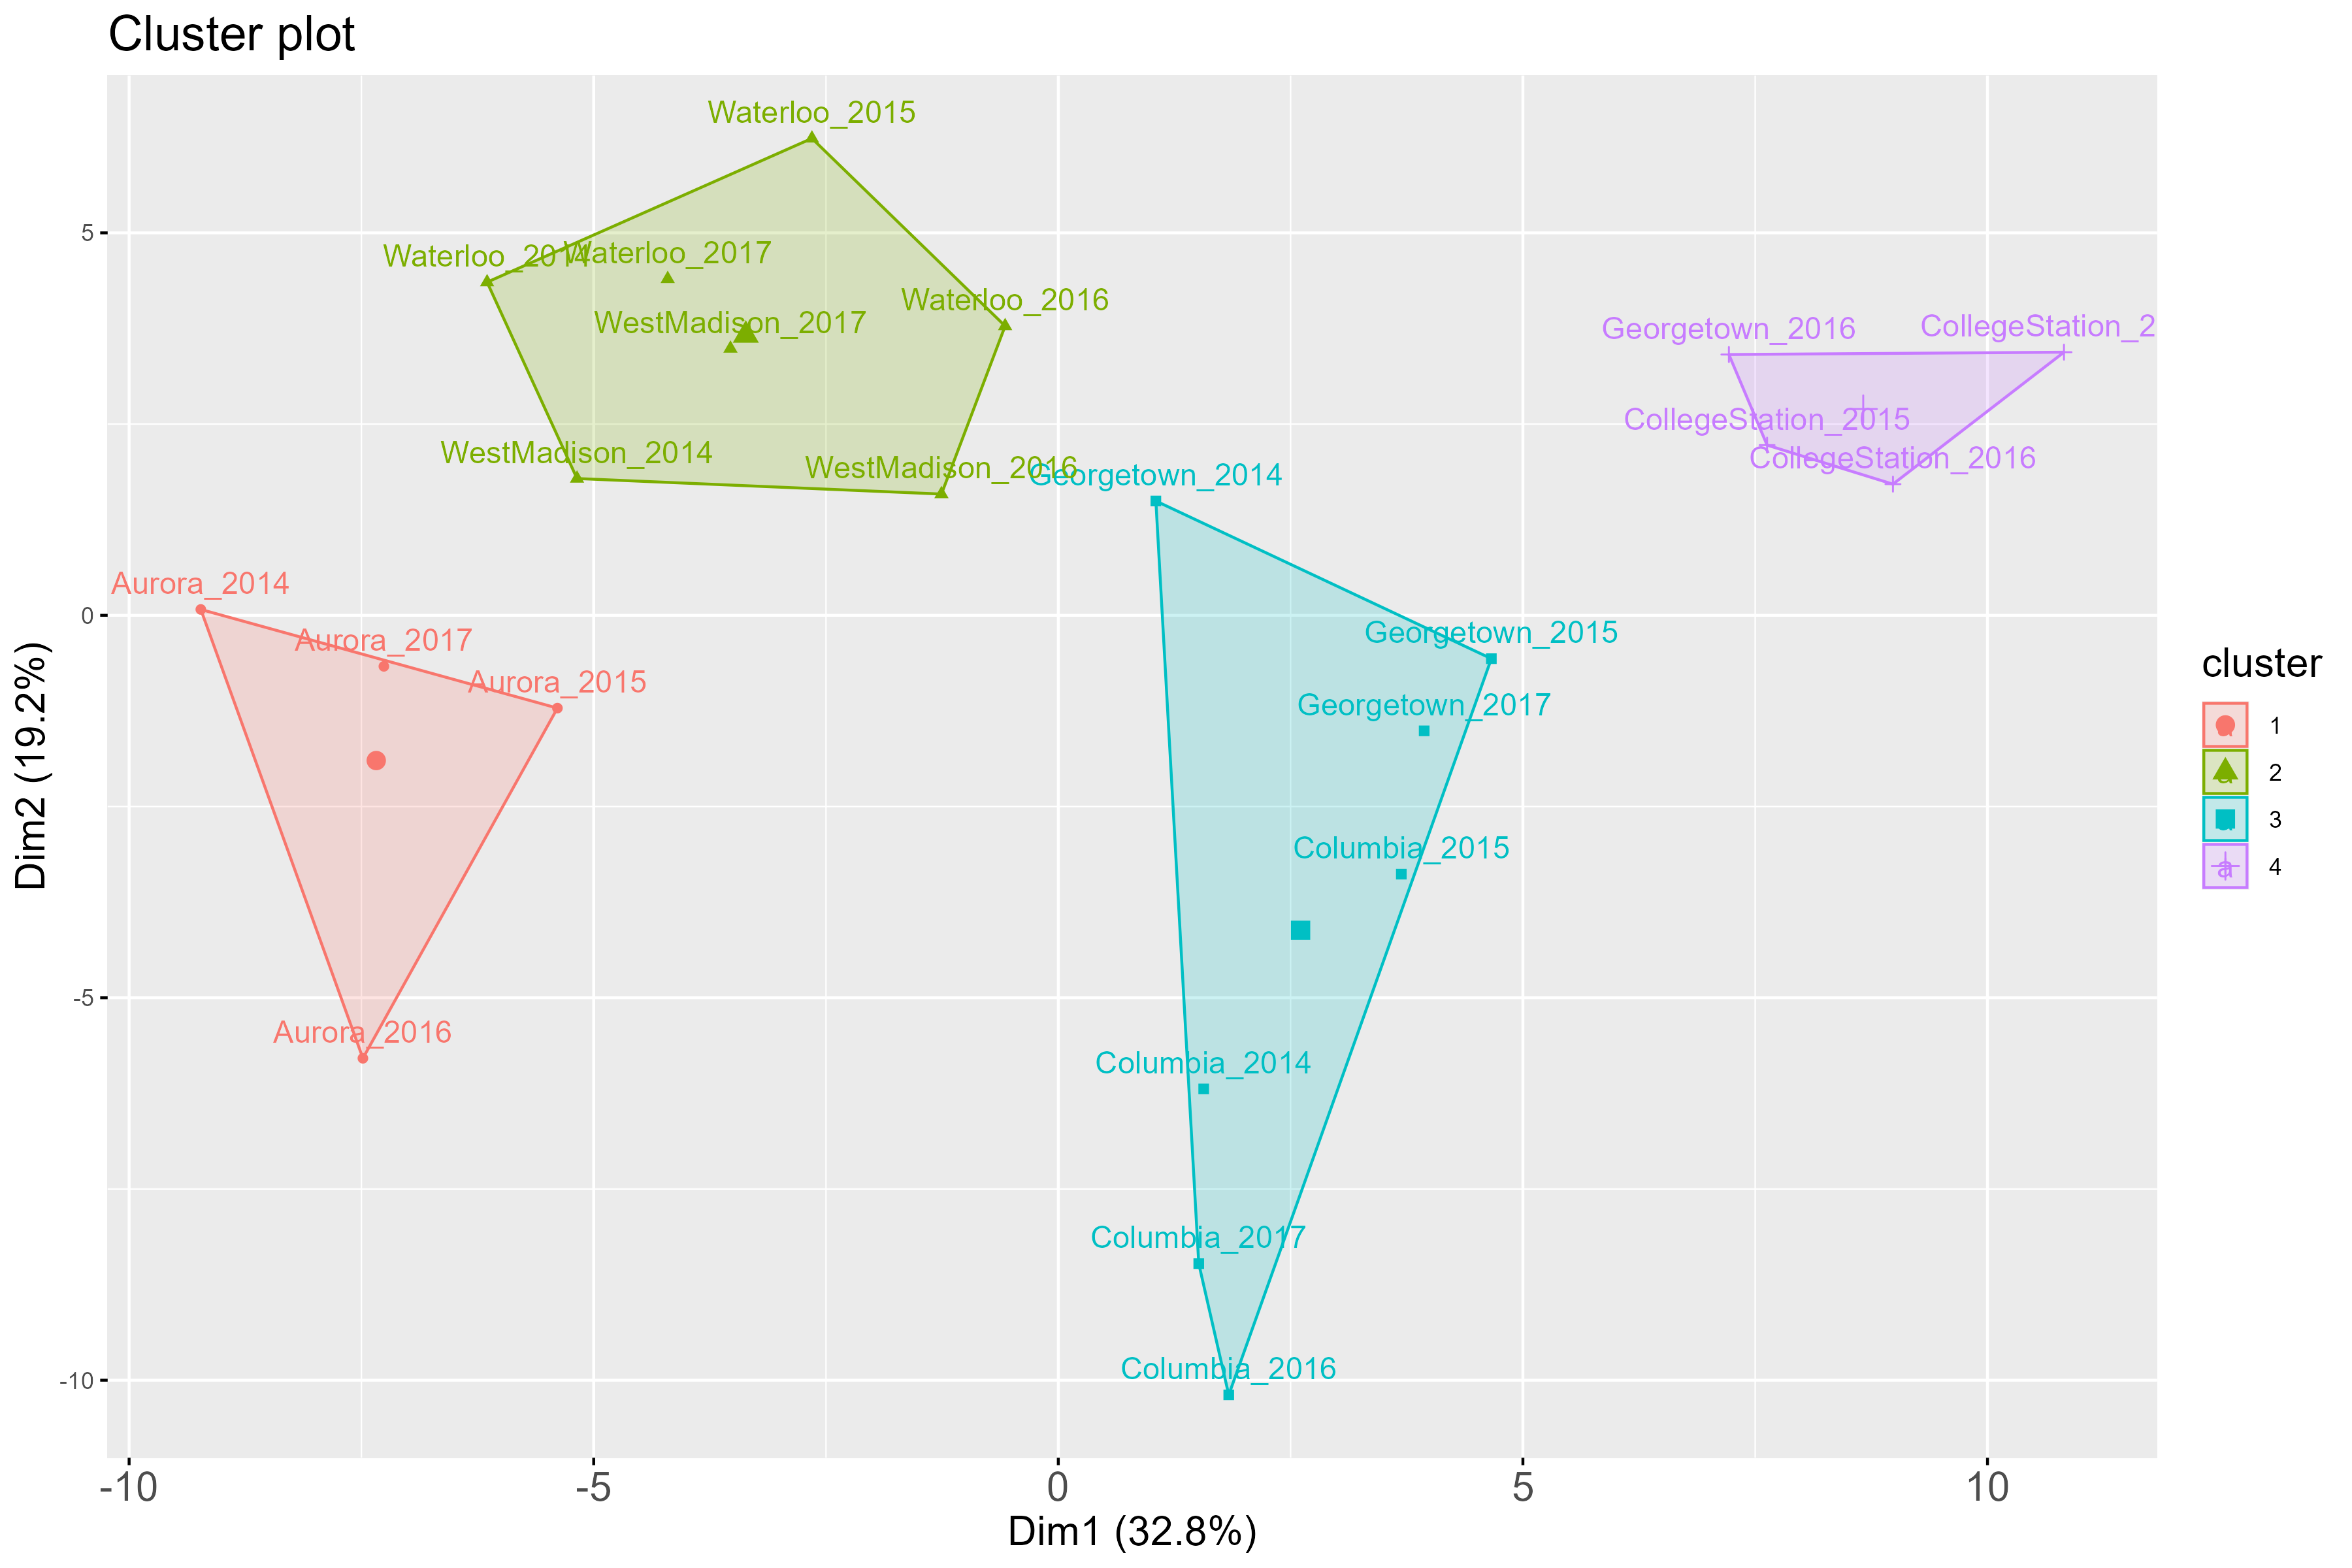 Cluster plot
Waterloo_2015
Waterloo_2014
Waterloo_2017
Waterloo_2016
WestMadison_2017
Georgetown_2016
CollegeStation_2
CollegeStation_2015
CollegeStation_2016
WestMadison_2014
WestMadison_2016
Georgetown_2014
Aurora_2014
Aurora_2017
Aurora_2015
Georgetown_2015
Georgetown_2017
Columbia_2015
Aurora_2016
Columbia_2014
Columbia_2017
Columbia_2016
5
0
-5
-10
Dim2 (19.2%)
-10
-5
0
5
10
Dim1 (32.8%)
cluster
a 1
a 2
a 3
a 4